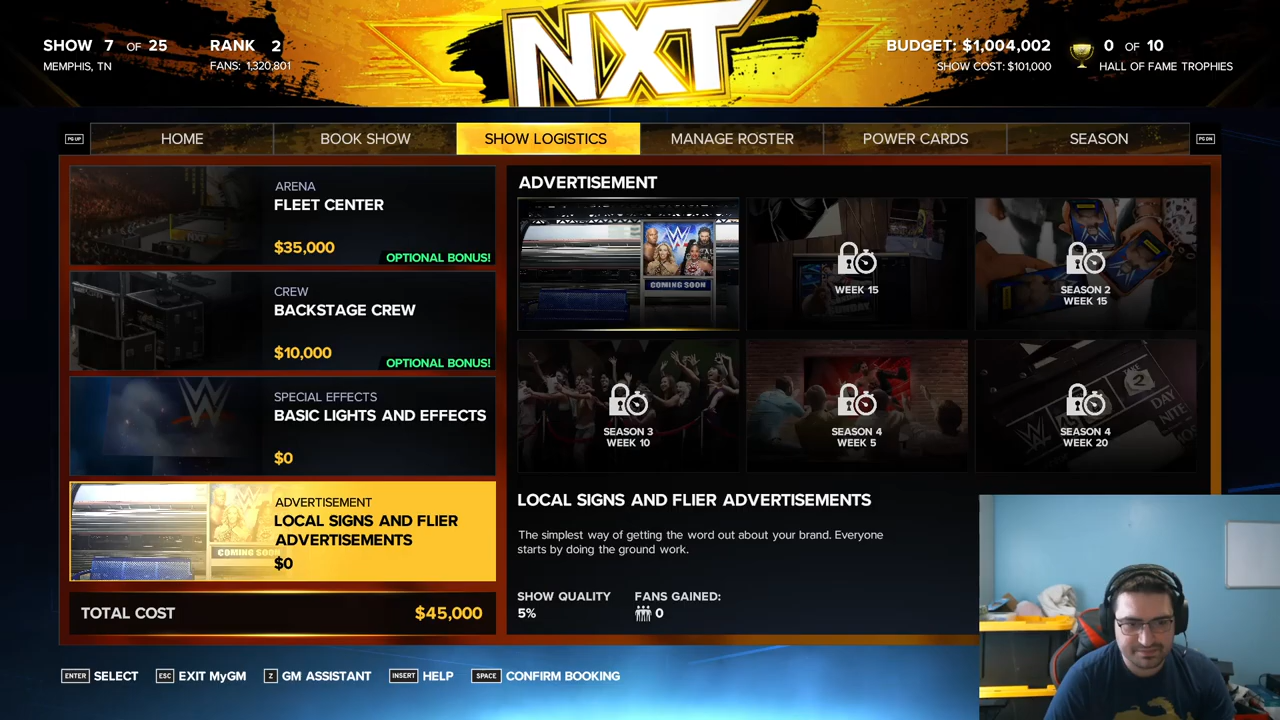 SHOW 7 OF 25
MEMPHIS, TN
RANK 2
FANS: 1,320,801
NXT
BUDGET: $1,004,002
SHOW COST: $101,000
0 OF 10
HALL OF FAME TROPHIES
PG UP
HOME
BOOK SHOW
SHOW LOGISTICS
MANAGE ROSTER
POWER CARDS
SEASON
PG DN
ARENA
FLEET CENTER
$35,000
OPTIONAL BONUS!
CREW
BACKSTAGE CREW
$10,000
OPTIONAL BONUS!
SPECIAL EFFECTS
BASIC LIGHTS AND EFFECTS
$0
ADVERTISEMENT
LOCAL SIGNS AND FLIER
ADVERTISEMENTS
COMING SOON
$0
TOTAL COST
$45,000
ADVERTISEMENT
COMING SOON
WEEK 15
SEASON 2
WEEK 15
SEASON 3
WEEK 10
SEASON 4
WEEK 5
SEASON 4
WEEK 20
LOCAL SIGNS AND FLIER ADVERTISEMENTS
The simplest way of getting the word out about your brand. Everyone
starts by doing the ground work.
SHOW QUALITY
5%
FANS GAINED:
0
ENTER SELECT
ESC EXIT MyGM
Z GM ASSISTANT
INSERT HELP
SPACE CONFIRM BOOKING